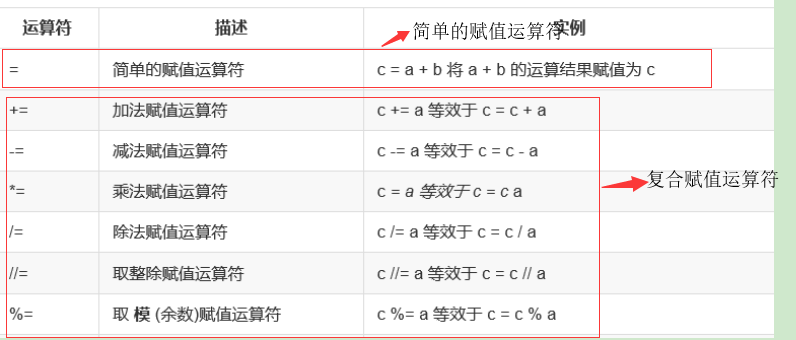 运算符 描述 实例
简单的赋值运算符
= 简单的赋值运算符 c = a + b 将 a + b 的运算结果赋值为 c
+= 加法赋值运算符 c += a 等效于 c = c + a
-= 减法赋值运算符 c -= a 等效于 c = c - a
*= 乘法赋值运算符 c = a 等效于 c = c a
复合赋值运算符
/= 除法赋值运算符 c /= a 等效于 c = c / a
//= 取整除赋值运算符 c //= a 等效于 c = c // a
%= 取 模 (余数)赋值运算符 c %= a 等效于 c = c % a